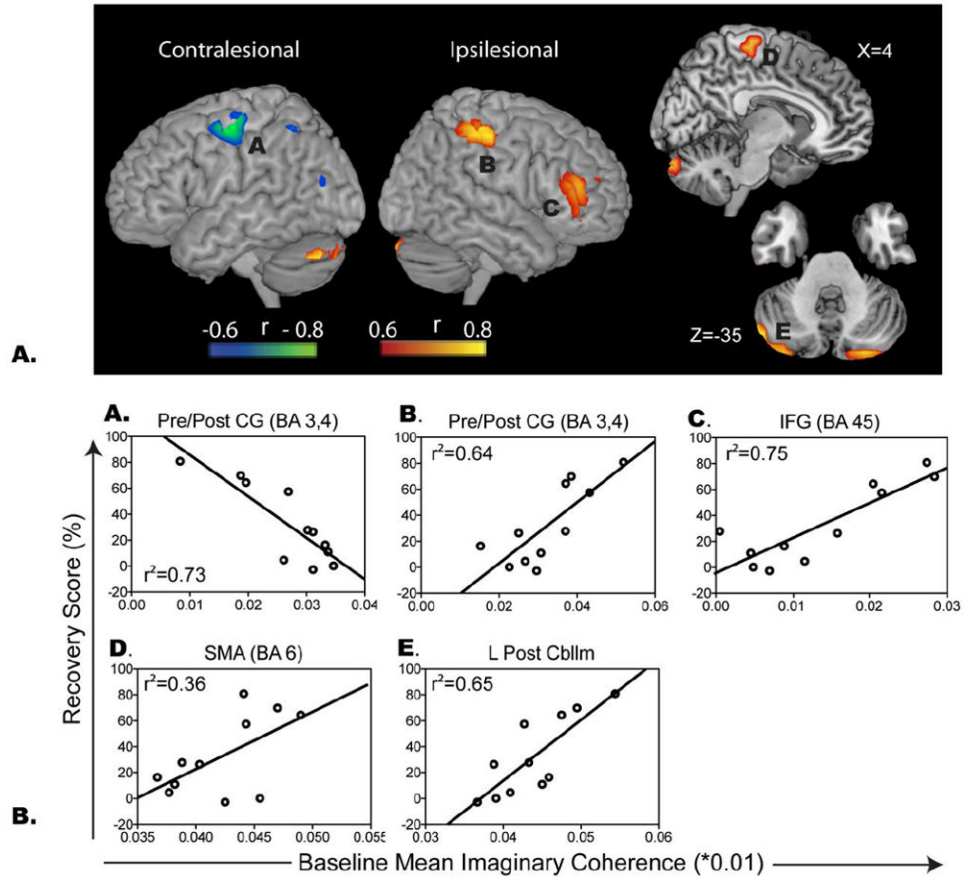 Contralesional Ipsilesional X=4
D
A
B
C
-0.6 r - 0.8 0.6 r 0.8
Z=-35 E
A.
A. B. C.
Pre/Post CG (BA 3,4) Pre/Post CG (BA 3,4) IFG (BA 45)
100 100 100
80 80 80
60 60 60
40 40 40
20 20 20
0 0 0
-20 -20 -20
r²=0.73 r²=0.64 r²=0.75
0.00 0.01 0.02 0.03 0.04 0.00 0.02 0.04 0.06 0.00 0.01 0.02 0.03
Recovery Score (%)
D. E.
SMA (BA 6) L Post Cbllm
100 100
80 80
60 60
40 40
20 20
0 0
-20 -20
r²=0.36 r²=0.65
0.035 0.040 0.045 0.050 0.055 0.03 0.04 0.05 0.06
B.
Baseline Mean Imaginary Coherence (*0.01)